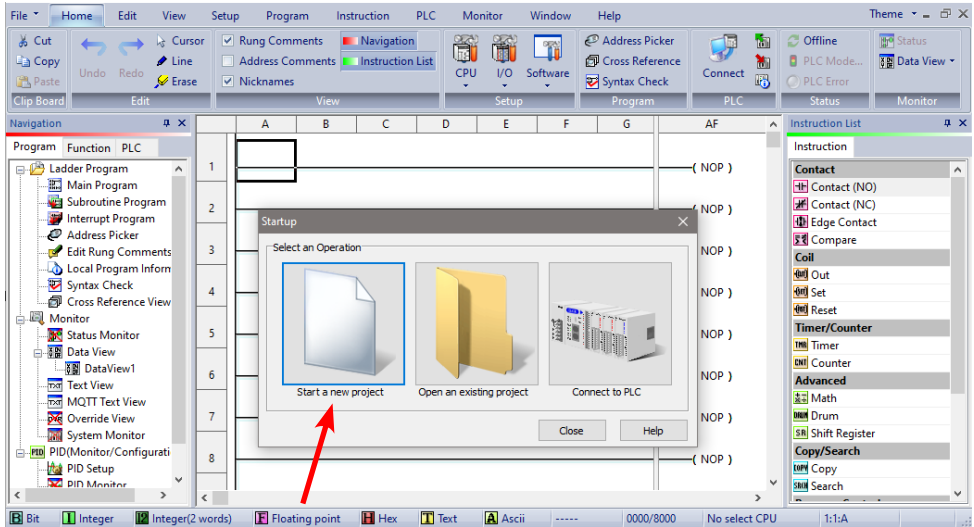 File Home Edit View Setup Program Instruction PLC Monitor Window Help Theme
Cut Cursor Rung Comments Navigation Address Picker Offline Status
Copy Line Address Comments Instruction List Cross Reference PLC Mode... Data View
Paste Undo Redo Erase Nicknames CPU I/O Software Syntax Check Connect PLC Error
Clip Board Edit View Setup Program PLC Status Monitor
Navigation
Program Function PLC
Ladder Program
Main Program
Subroutine Program
Interrupt Program
Address Picker
Edit Rung Comments
Local Program Inform
Syntax Check
Cross Reference View
Monitor
Status Monitor
Data View
DataView1
Text View
MQTT Text View
Override View
System Monitor
PID PID(Monitor/Configurati
PID Setup
PID Monitor
A B C D E F G AF
1 ( NOP )
2 ( NOP )
3 NOP )
4 NOP )
5 NOP )
6 NOP )
7 NOP )
8 ( NOP )
Startup
Select an Operation
Start a new project Open an existing project Connect to PLC
Close Help
Instruction List
Instruction
Contact
Contact (NO)
Contact (NC)
Edge Contact
Compare
Coil
Out
Set
Reset
Timer/Counter
TMR Timer
CNT Counter
Advanced
Math
DRUM Drum
SR Shift Register
Copy/Search
COPY Copy
SRCH Search
B Bit I Integer I2 Integer(2 words) F Floating point H Hex T Text A Ascii ----- 0000/8000 No select CPU 1:1:A